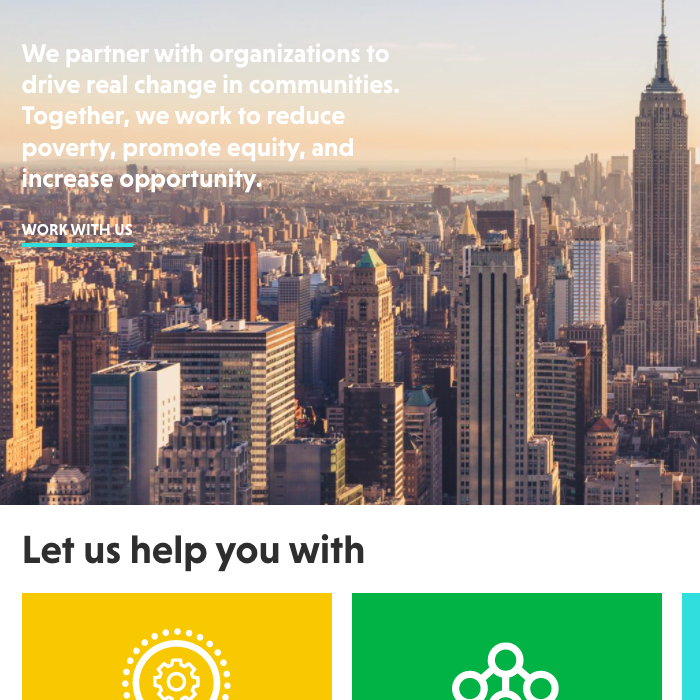 We partner with organizations to
drive real change in communities.
Together, we work to reduce
poverty, promote equity, and
increase opportunity.
WORK WITH US
Let us help you with